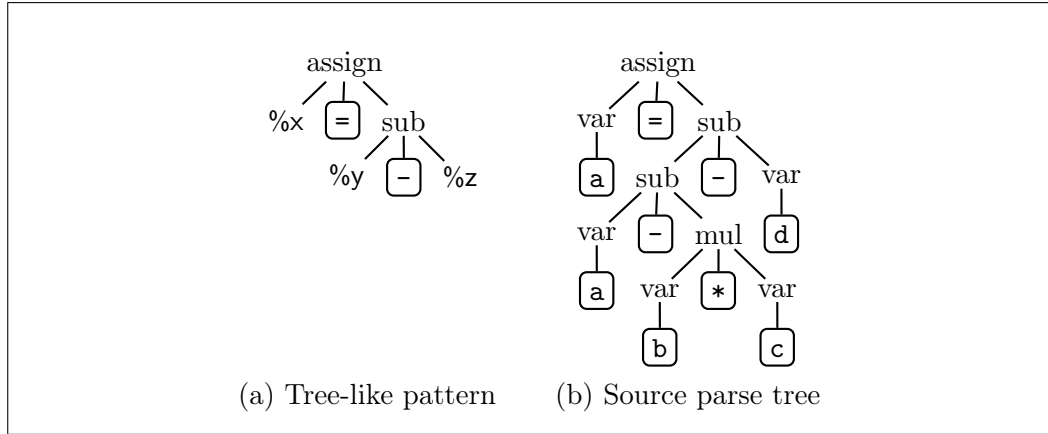 assign assign
%x = sub var = sub
%y - %z a sub - var
var - mul d
a var * var
b c
(a) Tree-like pattern (b) Source parse tree